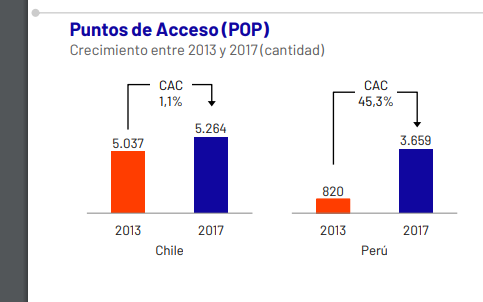 Puntos de Acceso (POP)
Crecimiento entre 2013 y 2017 (cantidad)
CAC
1,1%
5.037
5.264
2013
2017
Chile
CAC
45,3%
820
3.659
2013
2017
Perú